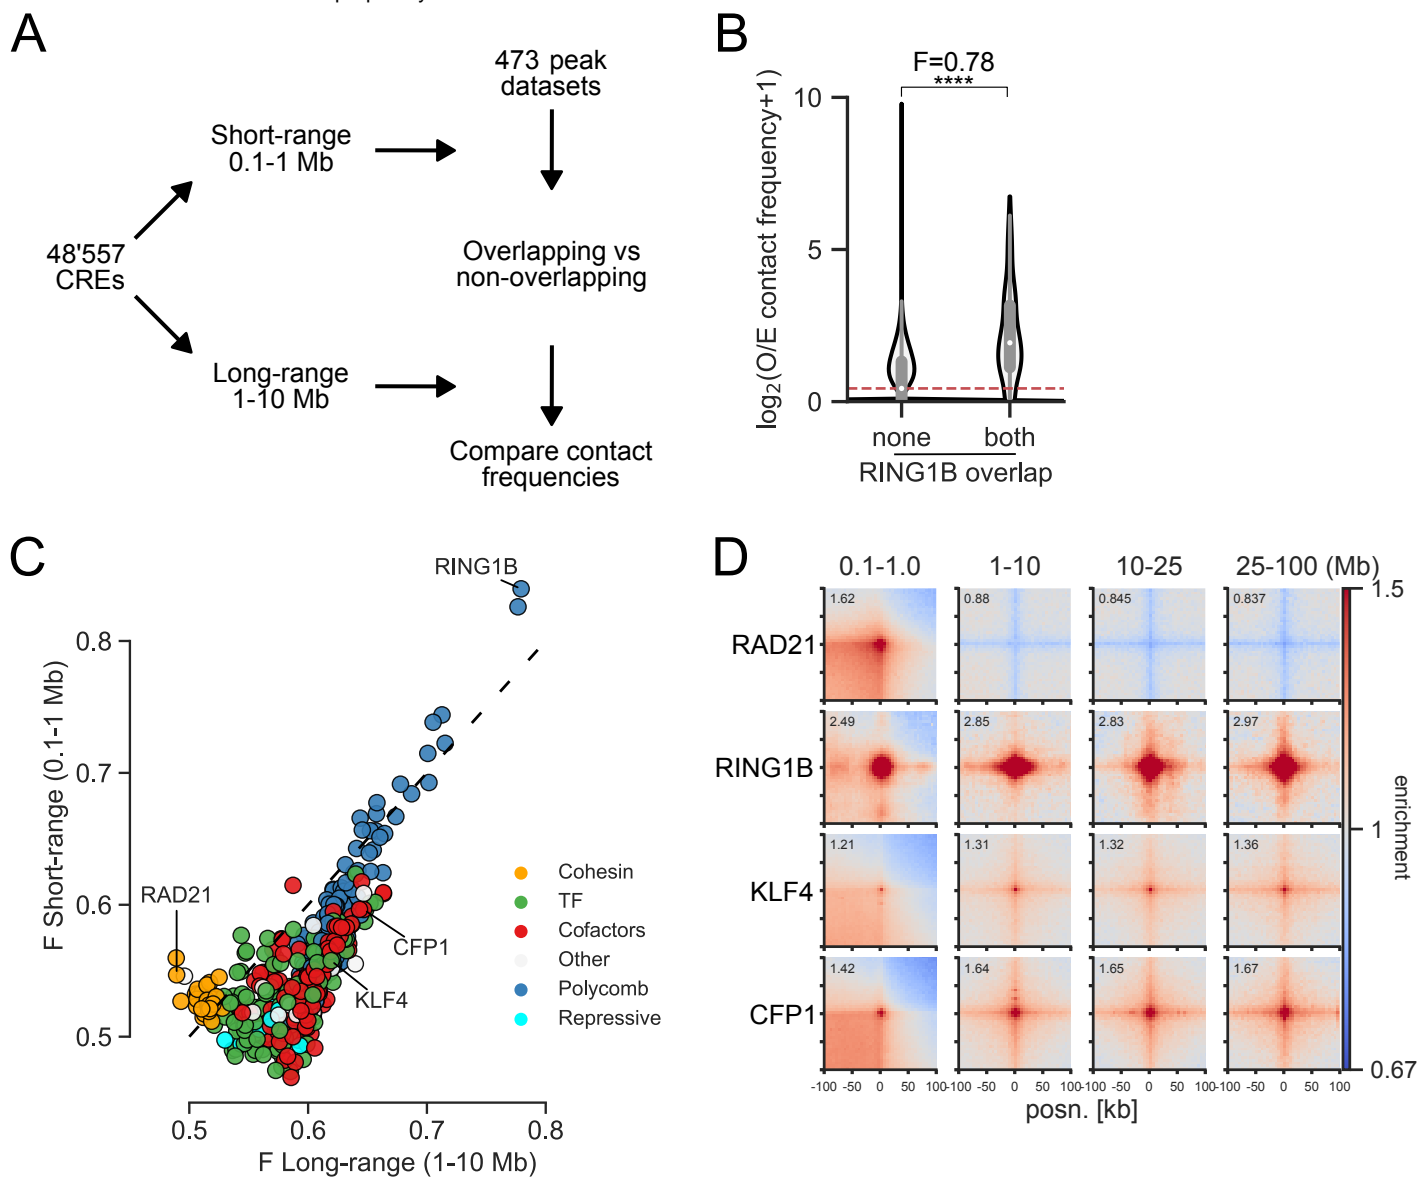 A
473 peak
datasets
Short-range
0.1-1 Mb
48'557
CREs
Overlapping vs
non-overlapping
Long-range
1-10 Mb
Compare contact
frequencies
B
F=0.78
****
log₂(O/E contact frequency+1)
10
5
0
none both
RING1B overlap
C
RING1B
F Short-range (0.1-1 Mb)
0.8
0.7
0.6
0.5
RAD21
CFP1
KLF4
Cohesin
TF
Cofactors
Other
Polycomb
Repressive
0.5 0.6 0.7 0.8
F Long-range (1-10 Mb)
D
0.1-1.0 1-10 10-25 25-100 (Mb)
RAD21
1.62 0.88 0.845 0.837
RING1B
2.49 2.85 2.83 2.97
KLF4
1.21 1.31 1.32 1.36
CFP1
1.42 1.64 1.65 1.67
-100 -50 0 50 100 -100 -50 0 50 100 -100 -50 0 50 100 -100 -50 0 50 100
posn. [kb]
1.5
1
0.67
enrichment